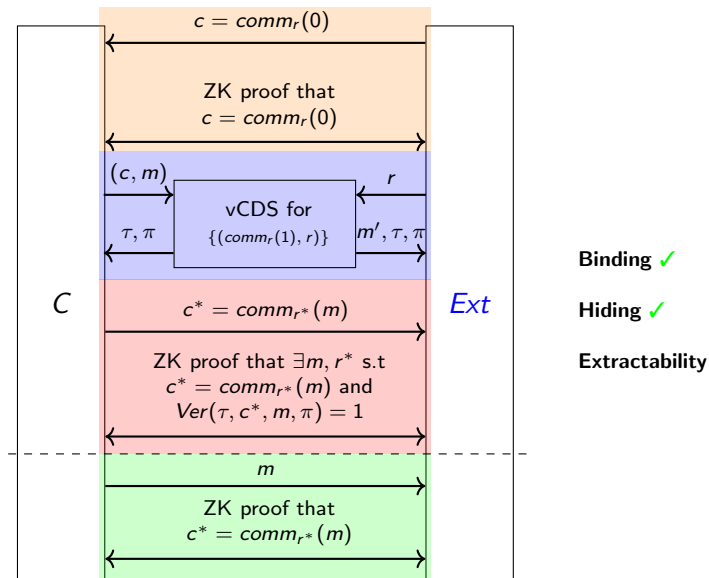 c = comm_r(0)
ZK proof that
c = comm_r(0)
(c, m)
r
vCDS for
{(comm_r(1), r)}
τ, π
m′, τ, π
C
Ext
c* = comm_{r*}(m)
ZK proof that ∃m, r* s.t
c* = comm_{r*}(m) and
Ver(τ, c*, m, π) = 1
m
ZK proof that
c* = comm_{r*}(m)
Binding ✓
Hiding ✓
Extractability